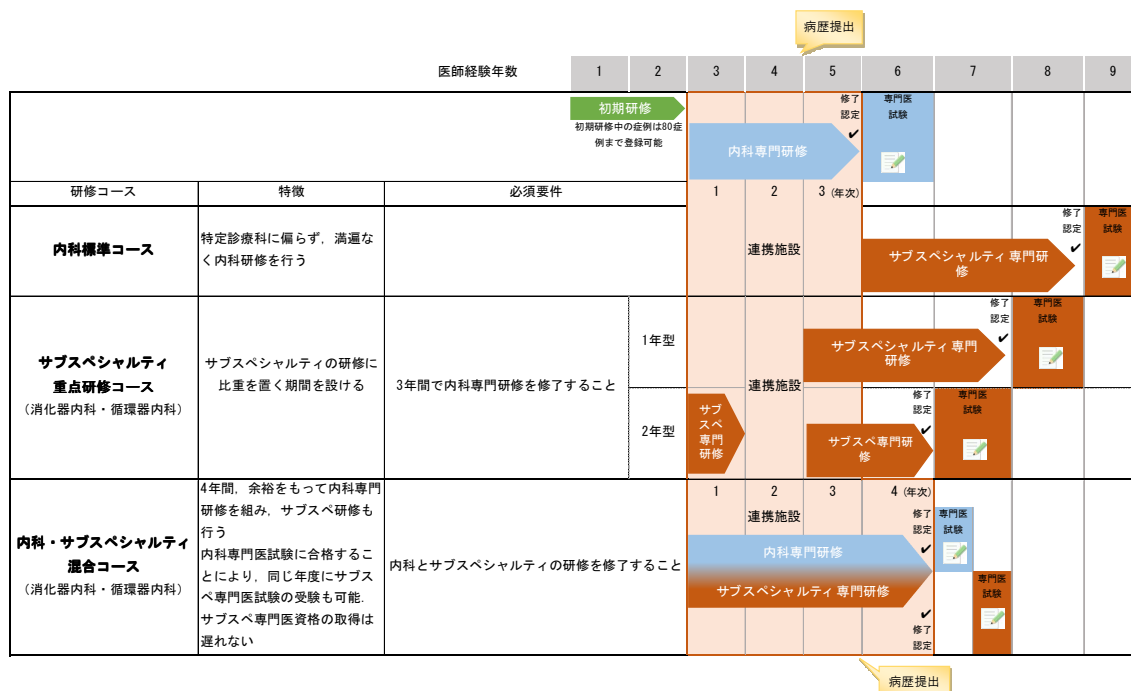 病歴提出
医師経験年数 1 2 3 4 5 6 7 8 9
初期研修
初期研修中の症例は80症
例まで登録可能
内科専門研修
修了
認定
✔
専門医
試験
研修コース 特徴 必須要件 1 2 3 (年次)
内科標準コース
特定診療科に偏らず，満遍な
く内科研修を行う
連携施設
サブスペシャルティ専門研
修
修了
認定
✔
専門医
試験
サブスペシャルティ
重点研修コース
（消化器内科・循環器内科）
サブスペシャルティの研修に
比重を置く期間を設ける
3年間で内科専門研修を修了すること
1年型
連携施設
サブスペシャルティ専門
研修
修了
認定
✔
専門医
試験
2年型
サブ
スペ
専門
研修
サブスペ専門研
修
修了
認定
✔
専門医
試験
内科・サブスペシャルティ
混合コース
（消化器内科・循環器内科）
4年間，余裕をもって内科専門
研修を組み，サブスペ研修も
行う
内科専門医試験に合格するこ
とにより，同じ年度にサブス
ペ専門医試験の受験も可能．
サブスペ専門医資格の取得は
遅れない
内科とサブスペシャルティの研修を修了すること
1 2 3 4 (年次)
連携施設
内科専門研修
サブスペシャルティ専門研修
修了
認定
✔
専門医
試験
✔
修了
認定
専門医
試験
病歴提出